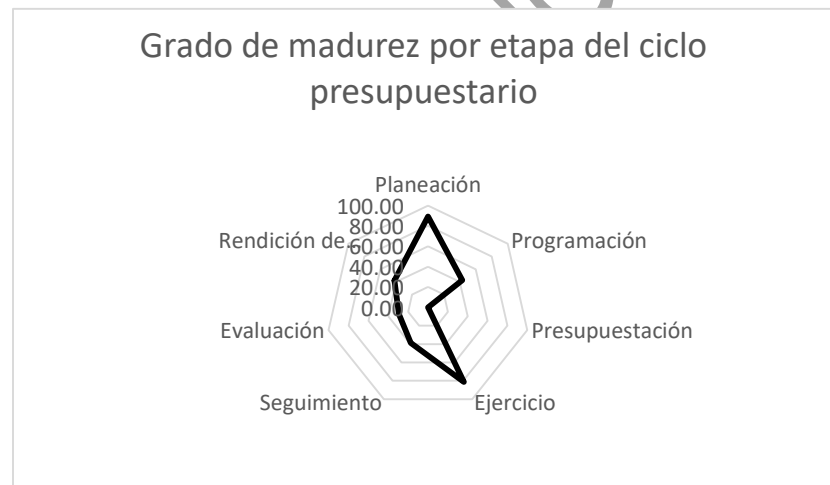 Grado de madurez por etapa del ciclo
presupuestario
Planeación
100.00
80.00
60.00
40.00
20.00
0.00
Programación
Presupuestación
Ejercicio
Seguimiento
Evaluación
Rendición de